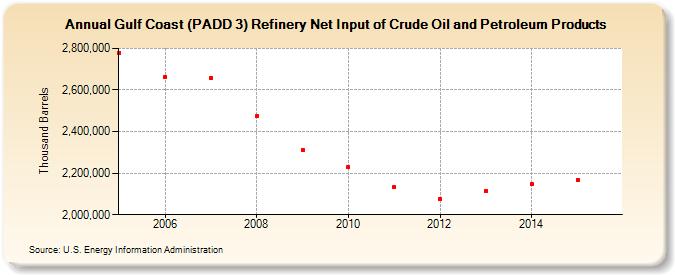 Annual Gulf Coast (PADD 3) Refinery Net Input of Crude Oil and Petroleum Products
Thousand Barrels
2,800,000
2,600,000
2,400,000
2,200,000
2,000,000
2006 2008 2010 2012 2014
Source: U.S. Energy Information Administration